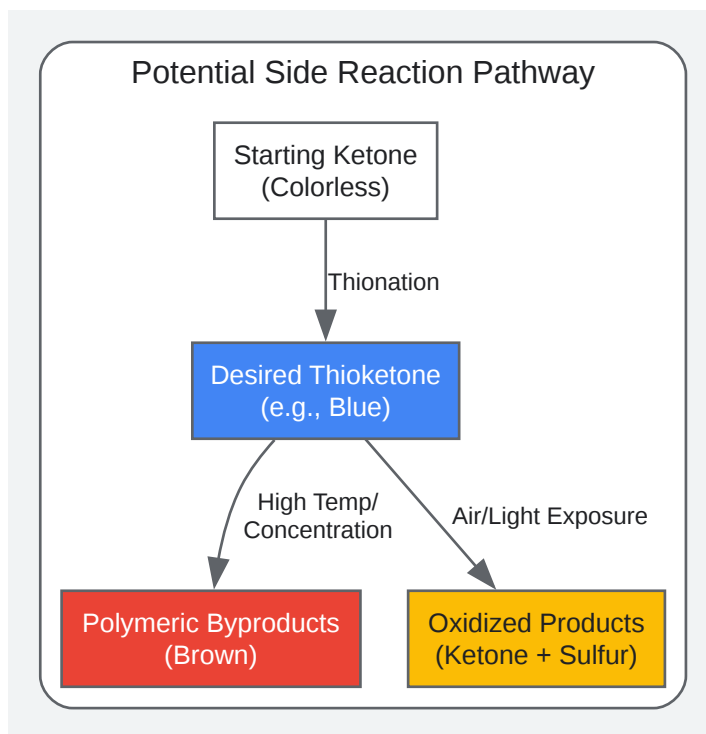 Potential Side Reaction Pathway
Starting Ketone
(Colorless)
Thionation
Desired Thioketone
(e.g., Blue)
High Temp/
Concentration
Air/Light Exposure
Polymeric Byproducts
(Brown)
Oxidized Products
(Ketone + Sulfur)